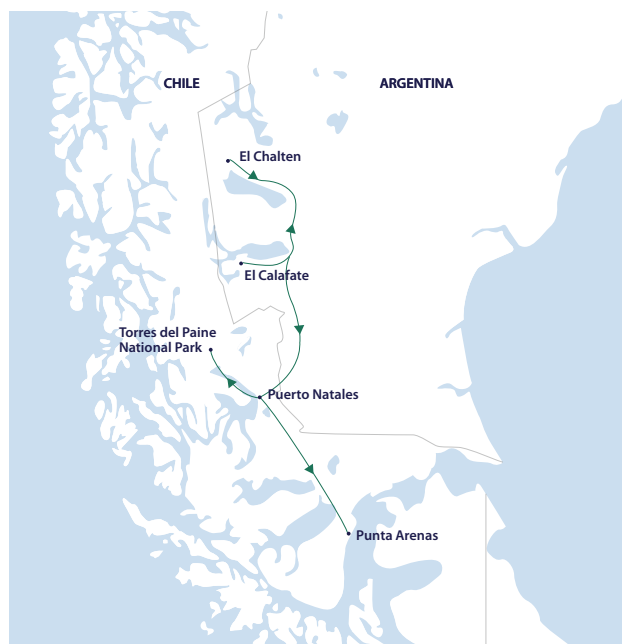 CHILE
ARGENTINA
El Chalten
El Calafate
Torres del Paine
National Park
Puerto Natales
Punta Arenas